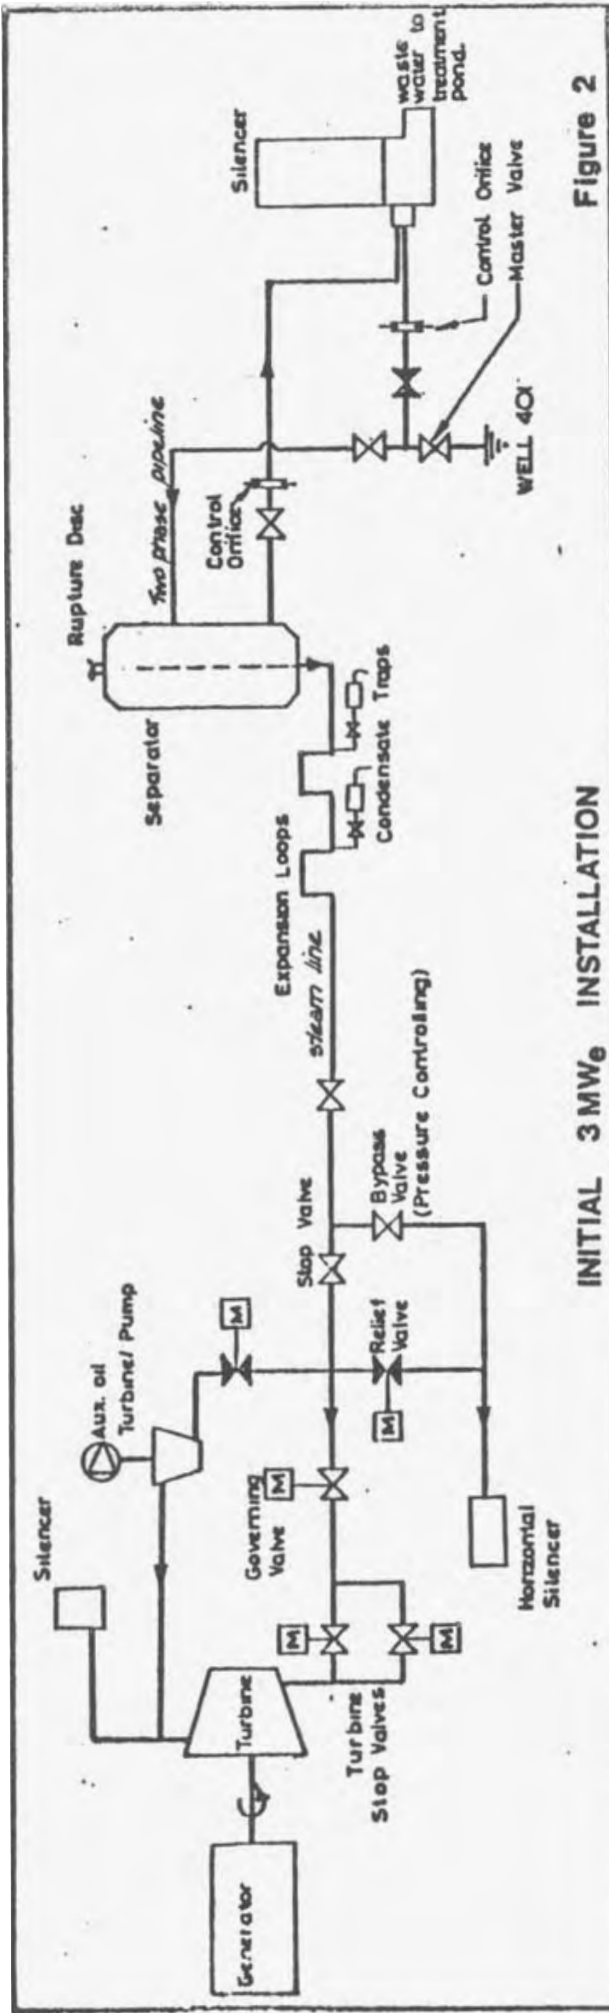 Silencer
Aux. oil
Turbine/ Pump
Generator
Turbine
Turbine
Stop Valves
M
M
Governing
Valve
M
M
Relief
Valve
M
Stop Valve
Bypass
Valve
(Pressure Controlling)
Horizontal
Silencer
steam line
Expansion Loops
Condensate Traps
Separator
Rupture Disc
Two phase pipeline
Control
Orifice
Silencer
waste
water to
treatment
pond.
Control Orifice
Master Valve
WELL 401
INITIAL 3 MWe INSTALLATION
Figure 2